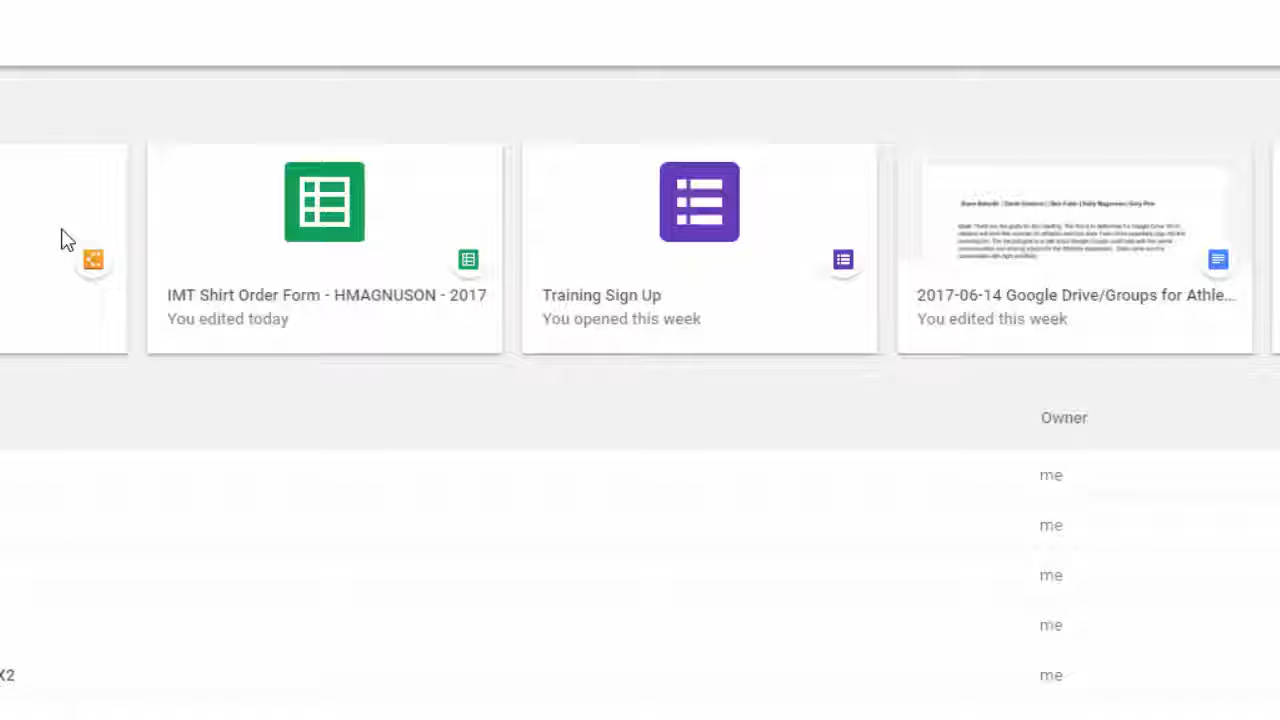 IMT Shirt Order Form - HMAGNUSON - 2017
You edited today
Training Sign Up
You opened this week
2017-06-14 Google Drive/Groups for Athle...
You edited this week
Owner
me
me
me
me
X2
me